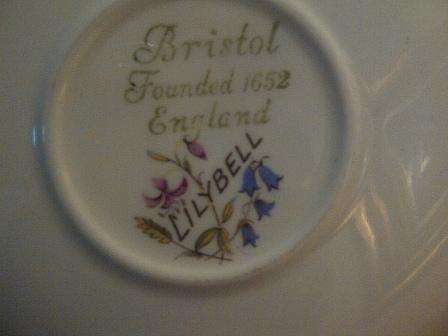 Bristol
Founded 1652
England
"LILYBELL